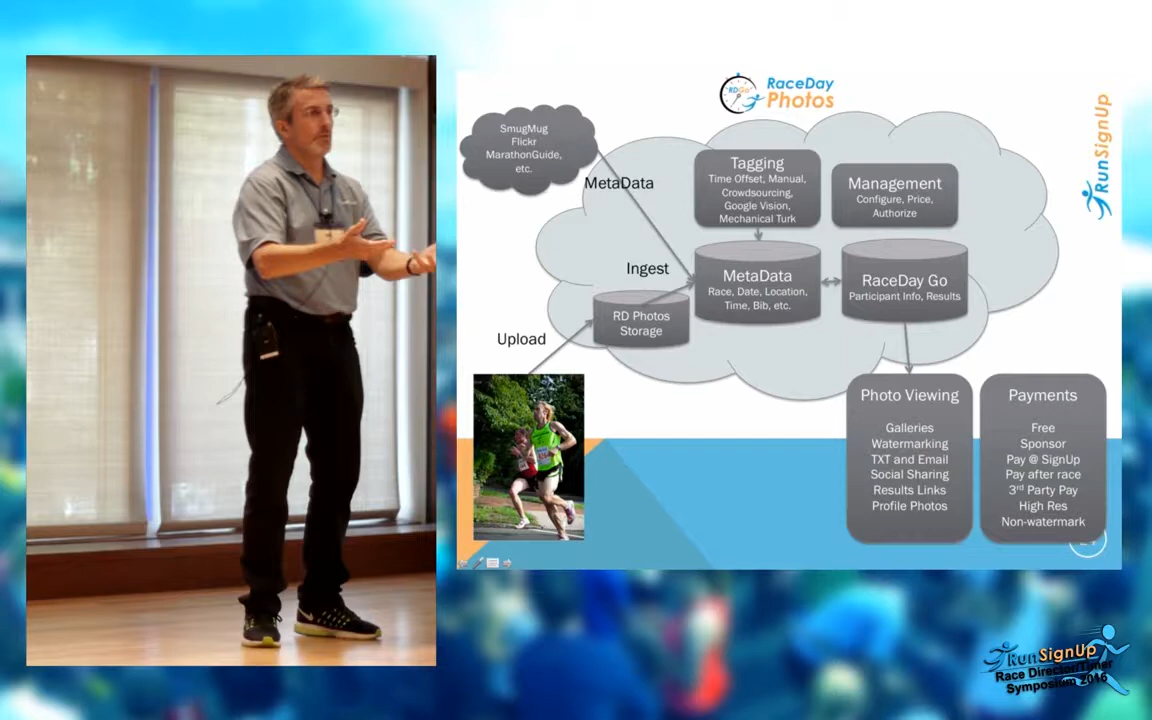 RDGo
RaceDay
Photos
RunSignUp
SmugMug
Flickr
MarathonGuide,
etc.
MetaData
Tagging
Time Offset, Manual,
Crowdsourcing,
Google Vision,
Mechanical Turk
Management
Configure, Price,
Authorize
Ingest
MetaData
Race, Date, Location,
Time, Bib, etc.
RaceDay Go
Participant Info, Results
RD Photos
Storage
Upload
Photo Viewing
Galleries
Watermarking
TXT and Email
Social Sharing
Results Links
Profile Photos
Payments
Free
Sponsor
Pay @ SignUp
Pay after race
3rd Party Pay
High Res
Non-watermark
RunSignUp
Race Director/Timer
Symposium 2016